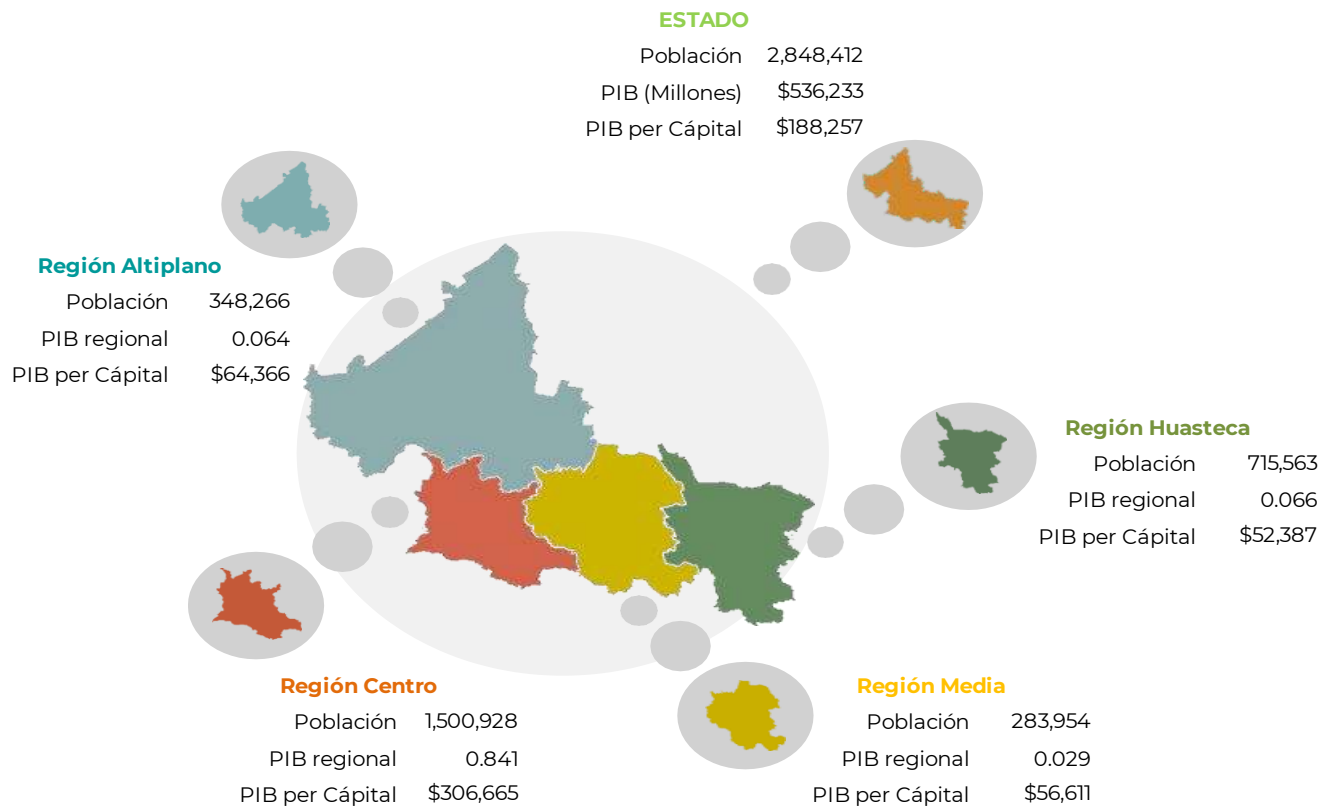 ESTADO
Población 2,848,412
PIB (Millones) $536,233
PIB per Cápital $188,257
Región Altiplano
Población 348,266
PIB regional 0.064
PIB per Cápital $64,366
Región Huasteca
Población 715,563
PIB regional 0.066
PIB per Cápital $52,387
Región Centro
Población 1,500,928
PIB regional 0.841
PIB per Cápital $306,665
Región Media
Población 283,954
PIB regional 0.029
PIB per Cápital $56,611